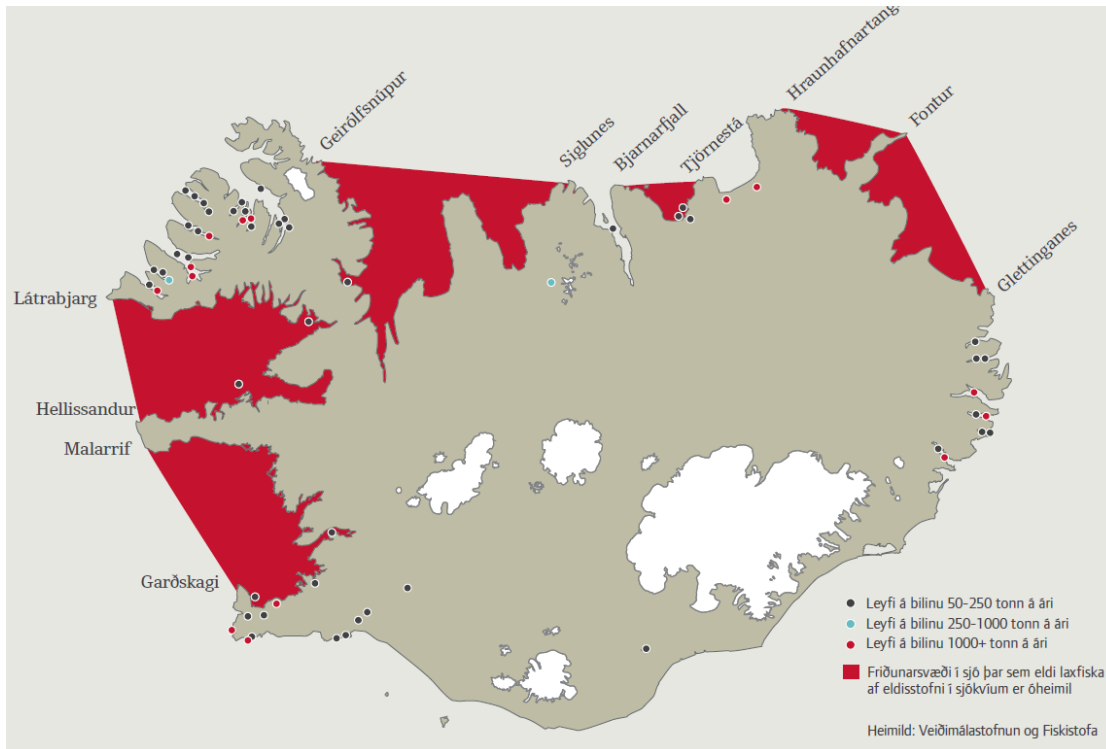 Hraunhafnartang
Geirólfsnúpur
Siglunes
Bjarnarfjall
Tjörnestá
Fontur
Glettinganes
Látrabjarg
Hellissandur
Malarrif
Garðskagi
Leyfi á bilinu 50-250 tonn á ári
Leyfi á bilinu 250-1000 tonn á ári
Leyfi á bilinu 1000+ tonn á ári
Friðunarsvæði í sjó þar sem eldi laxfiska
af eldisstofni í sjókvíum er óheimil
Heimild: Veiðimálastofnun og Fiskistofa